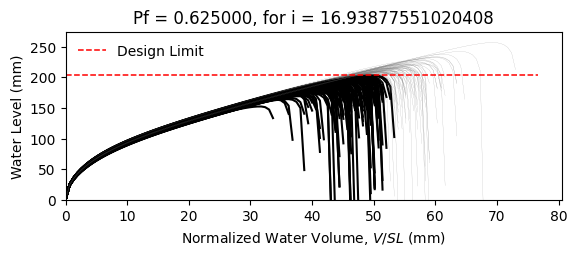 Pf = 0.625000, for i = 16.93877551020408
Design Limit
Water Level (mm)
250
200
150
100
50
0
0 10 20 30 40 50 60 70 80
Normalized Water Volume, V/SL (mm)